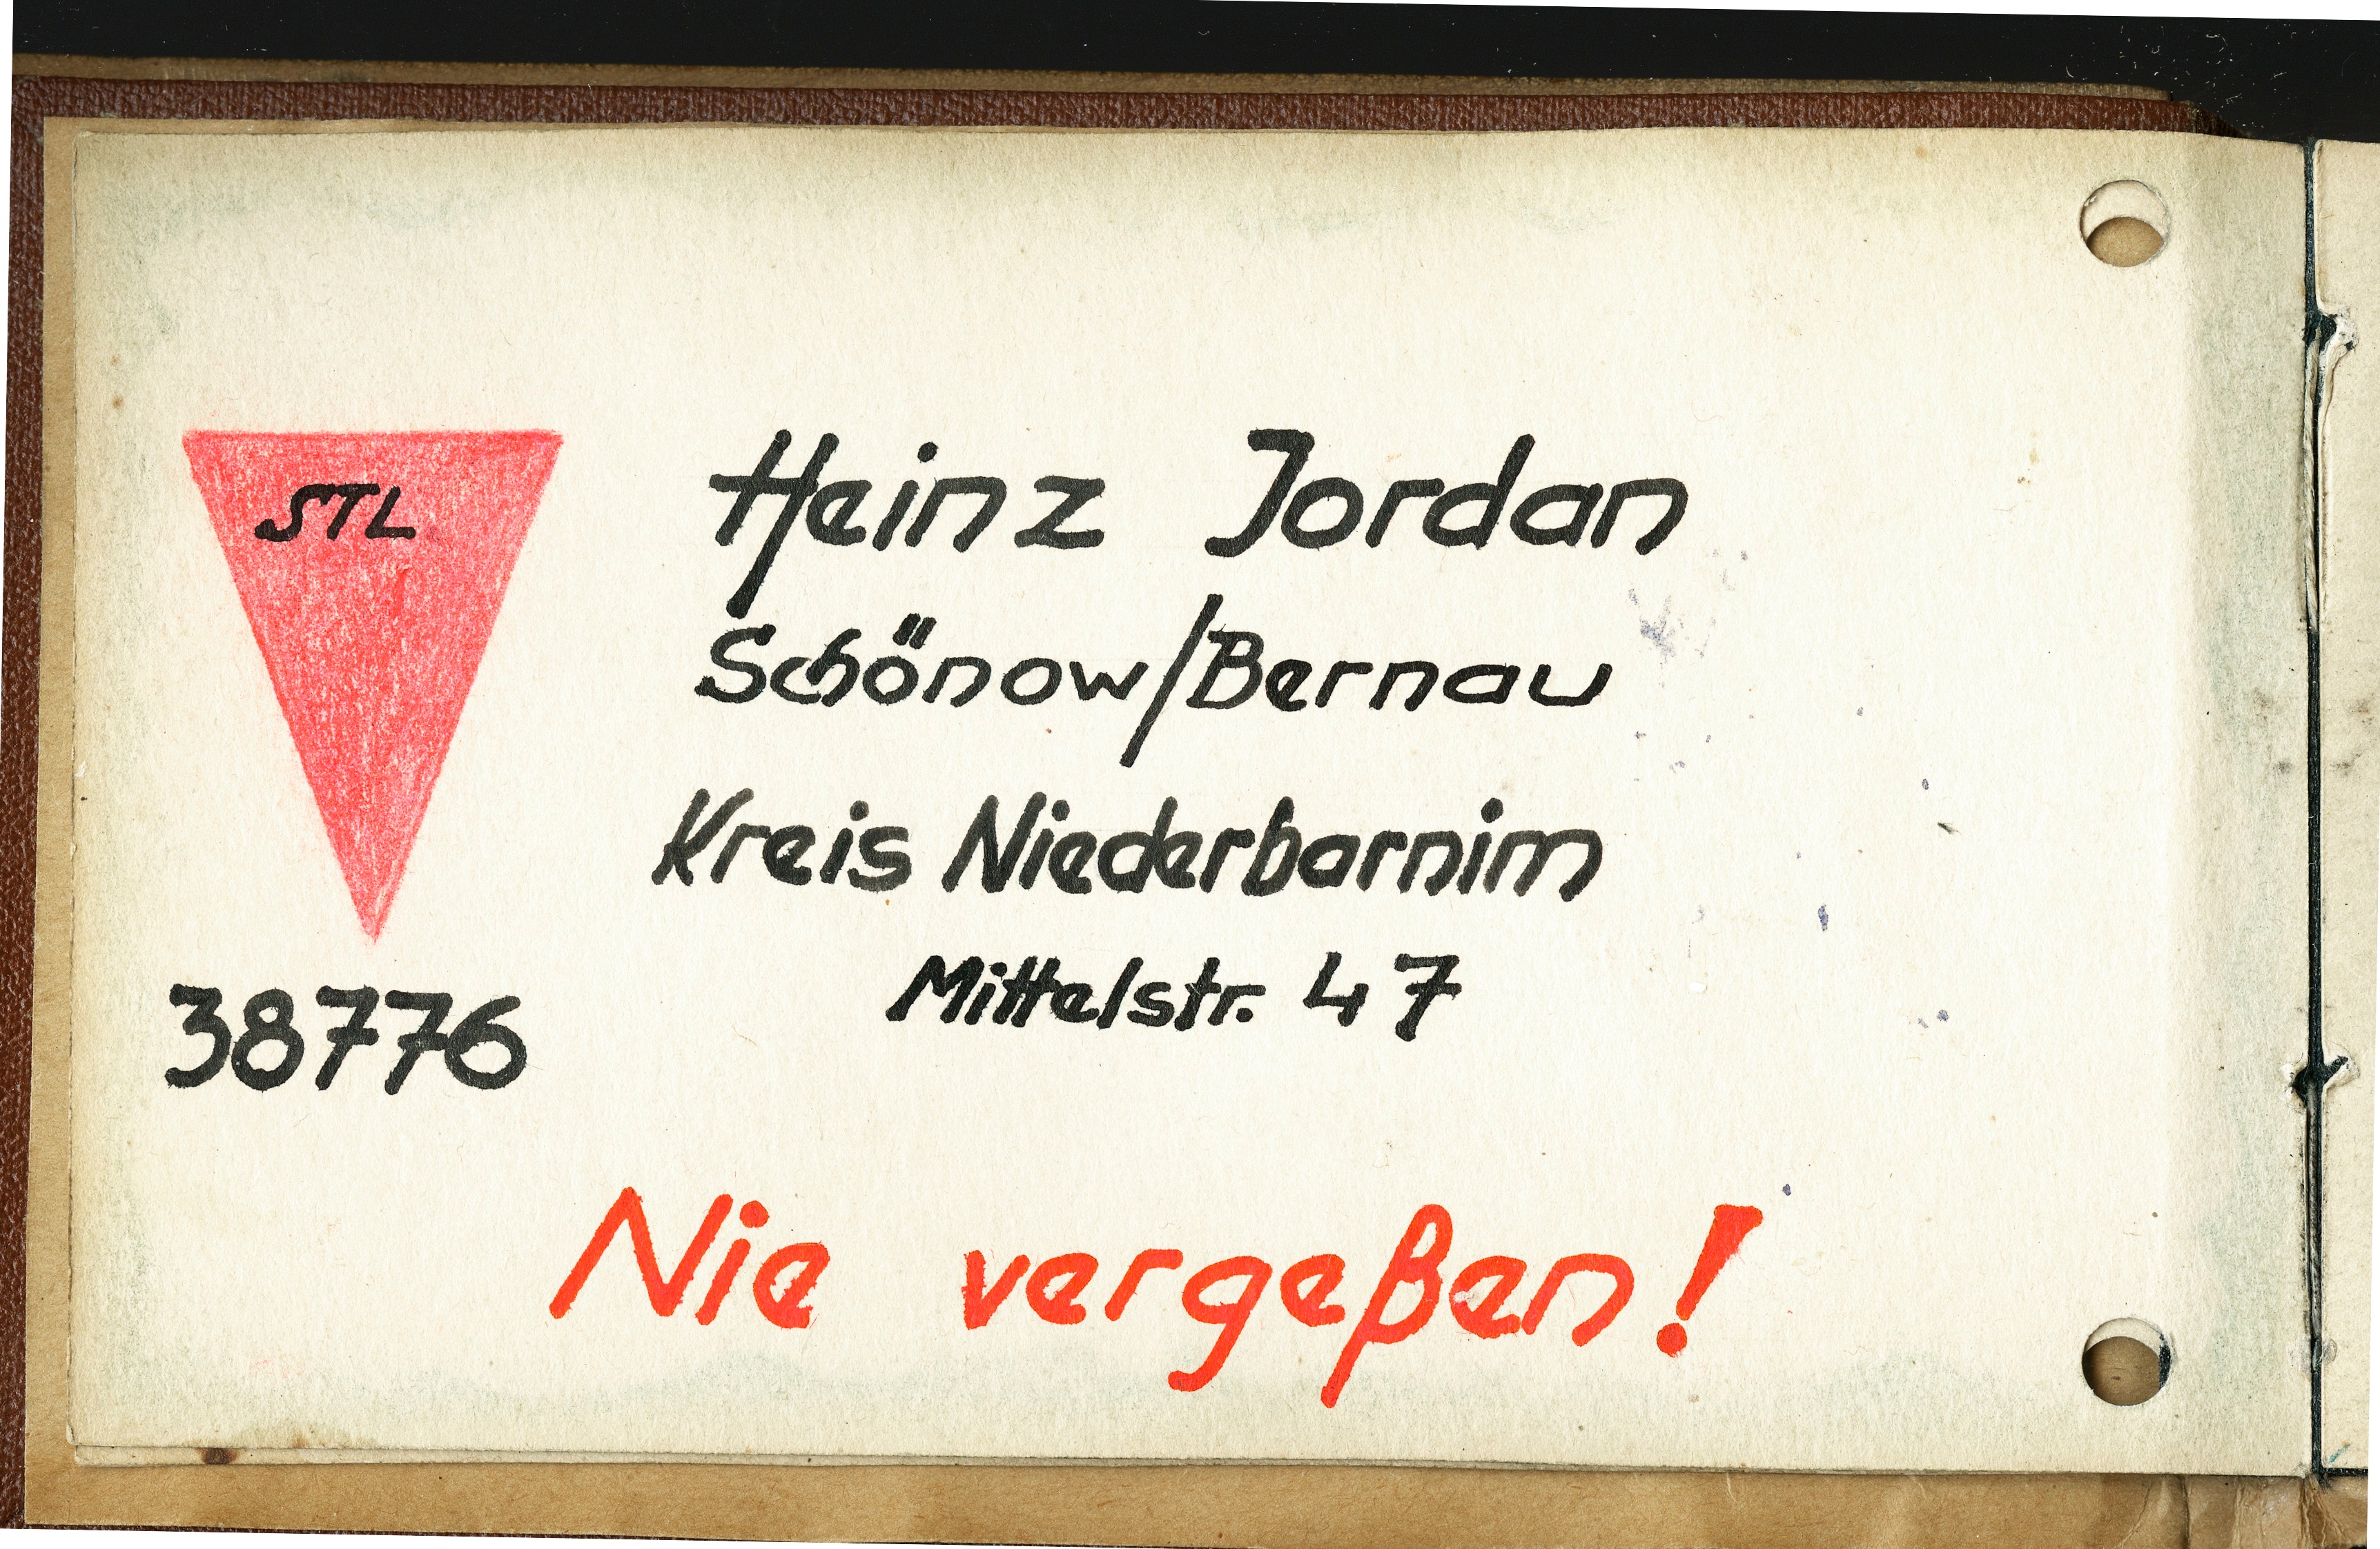 STL
38776
Heinz Jordan
Schönow/Bernau
Kreis Niederbarnim
Mittelstr. 47
Nie vergeßen!